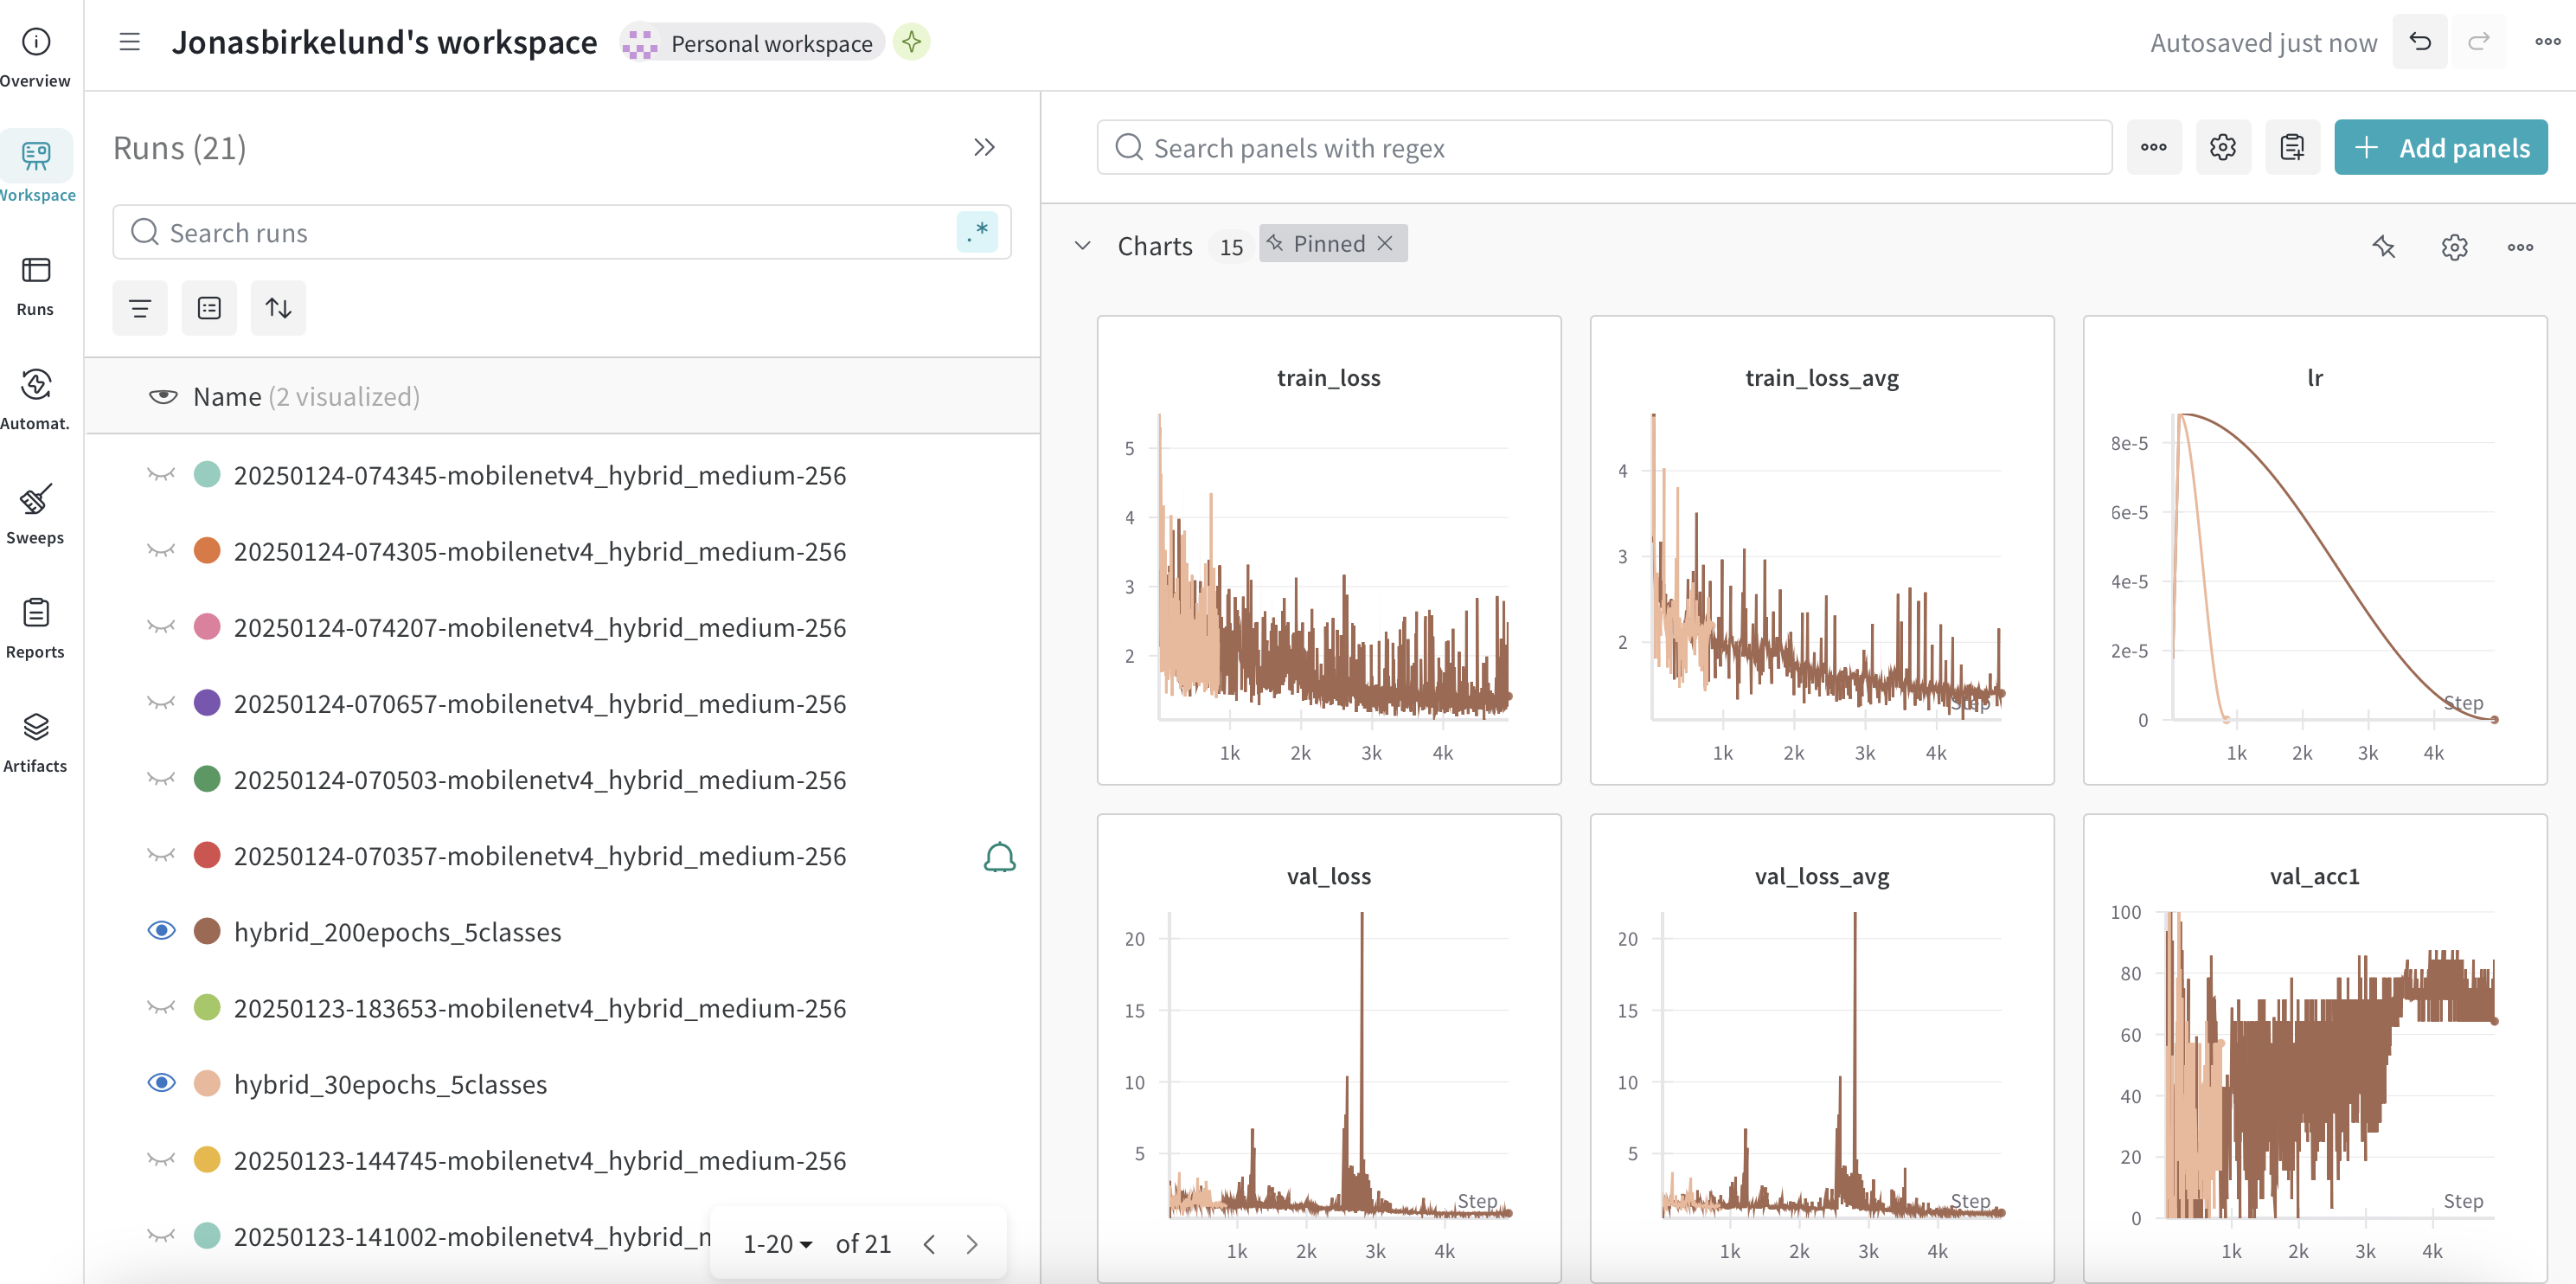 Overview
Workspace
Runs
Automat.
Sweeps
Reports
Artifacts
Jonasbirkelund's workspace
Personal workspace
Autosaved just now
Runs (21)
Search runs
.*
Name (2 visualized)
20250124-074345-mobilenetv4_hybrid_medium-256
20250124-074305-mobilenetv4_hybrid_medium-256
20250124-074207-mobilenetv4_hybrid_medium-256
20250124-070657-mobilenetv4_hybrid_medium-256
20250124-070503-mobilenetv4_hybrid_medium-256
20250124-070357-mobilenetv4_hybrid_medium-256
hybrid_200epochs_5classes
20250123-183653-mobilenetv4_hybrid_medium-256
hybrid_30epochs_5classes
20250123-144745-mobilenetv4_hybrid_medium-256
20250123-141002-mobilenetv4_hybrid_n
1-20 of 21
Search panels with regex
Add panels
Charts 15 Pinned
train_loss
5
4
3
2
1k 2k 3k 4k
train_loss_avg
4
3
2
Step
1k 2k 3k 4k
lr
8e-5
6e-5
4e-5
2e-5
0
Step
1k 2k 3k 4k
val_loss
20
15
10
5
Step
1k 2k 3k 4k
val_loss_avg
20
15
10
5
Step
1k 2k 3k 4k
val_acc1
100
80
60
40
20
0
Step
1k 2k 3k 4k